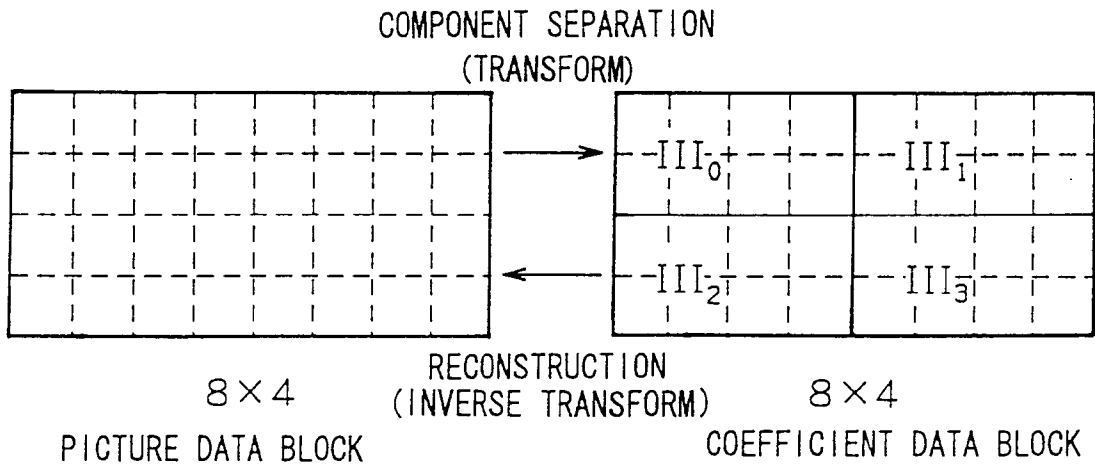 COMPONENT SEPARATION
(TRANSFORM)
III₀
III₁
III₂
III₃
RECONSTRUCTION
(INVERSE TRANSFORM)
8×4
8×4
PICTURE DATA BLOCK
COEFFICIENT DATA BLOCK